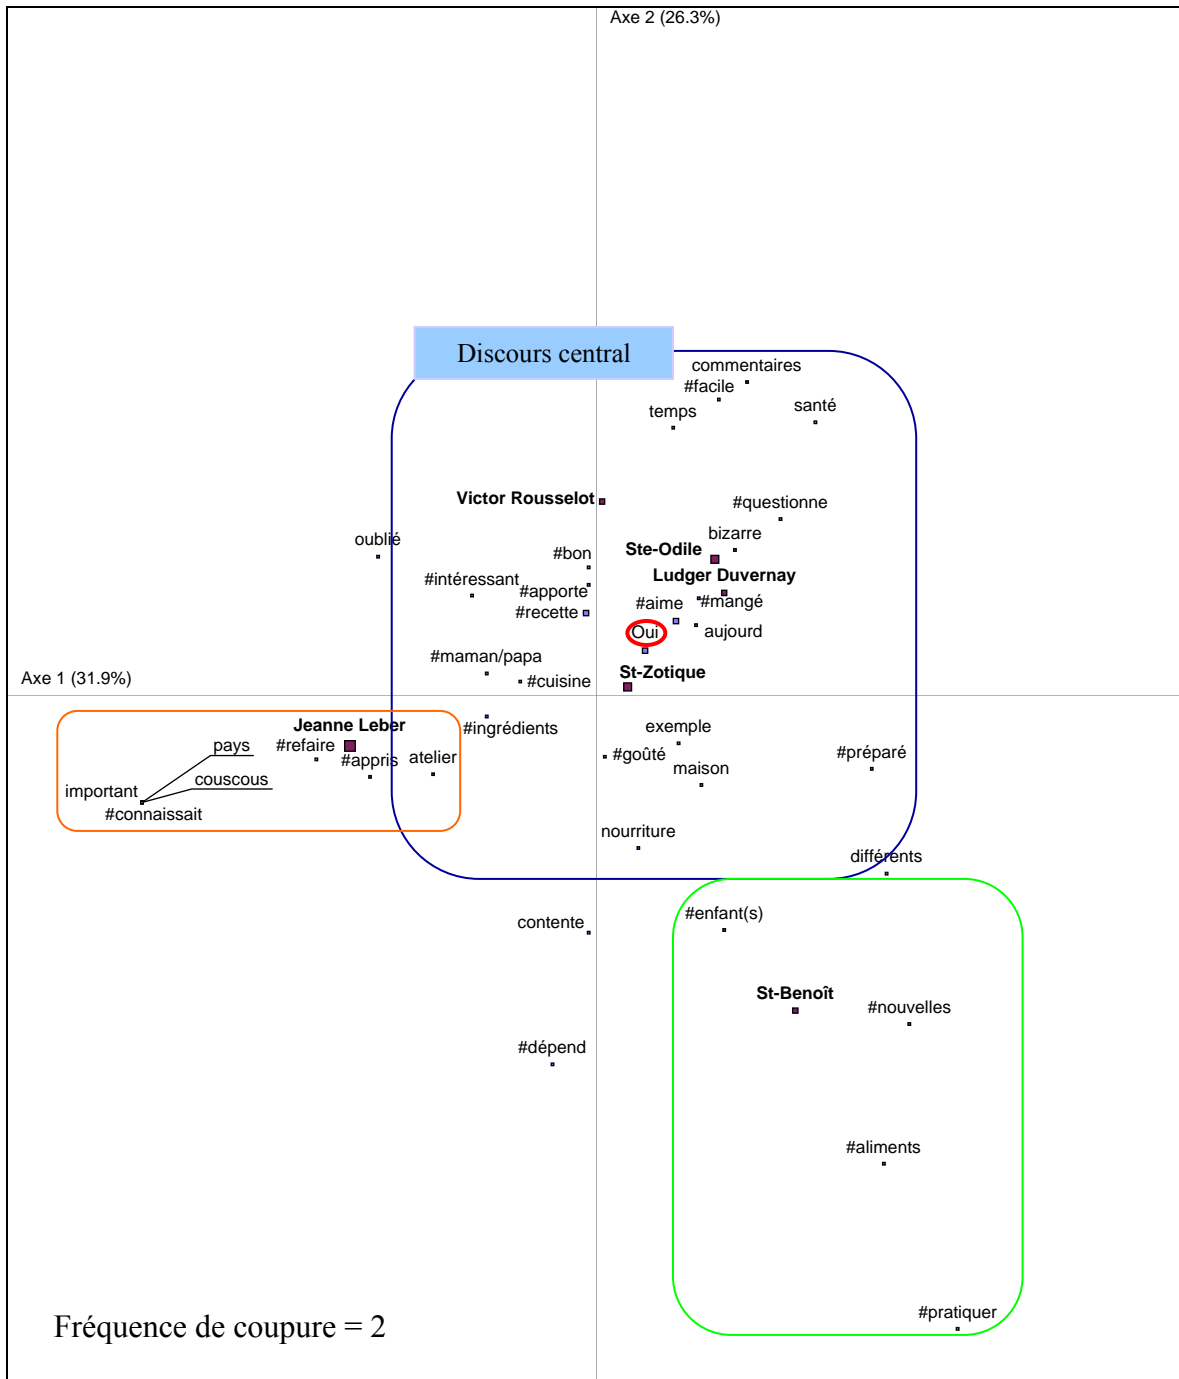 Axe 2 (26.3%)
Discours central
commentaires
#facile
santé
temps
Victor Rousselot
#questionne
bizarre
oublié
#bon
Ste-Odile
Ludger Duvernay
#intéressant
#apporte
#aime
#mangé
#recette
Oui
aujourd
#maman/papa
#cuisine
St-Zotique
Axe 1 (31.9%)
Jeanne Leber
#ingrédients
exemple
pays
#refaire
#appris
atelier
#goûté
#préparé
couscous
maison
important
#connaissait
nourriture
différents
contente
#enfant(s)
St-Benoît
#nouvelles
#dépend
#aliments
#pratiquer
Fréquence de coupure = 2